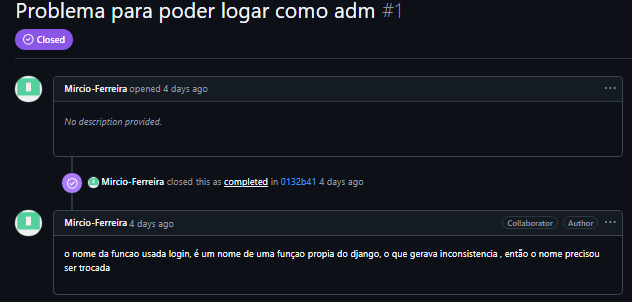 Problema para poder logar como adm #1
Closed
Mircio-Ferreira opened 4 days ago
No description provided.
Mircio-Ferreira closed this as completed in 0132b41 4 days ago
Mircio-Ferreira 4 days ago Collaborator Author
o nome da funcao usada login, é um nome de uma funçao propia do django, o que gerava inconsistencia , então o nome precisou
ser trocada